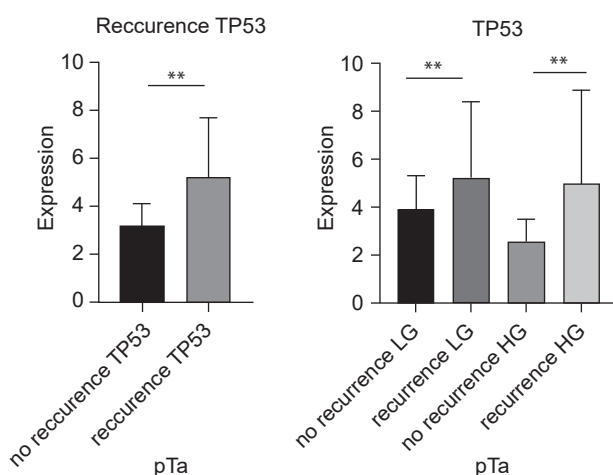 Reccurence TP53
**
10
8
6
4
2
0
Expression
no reccurence TP53
reccurence TP53
pTa
TP53
**
**
10
8
6
4
2
0
Expression
no recurrence LG
recurrence LG
no recurrence HG
recurrence HG
pTa